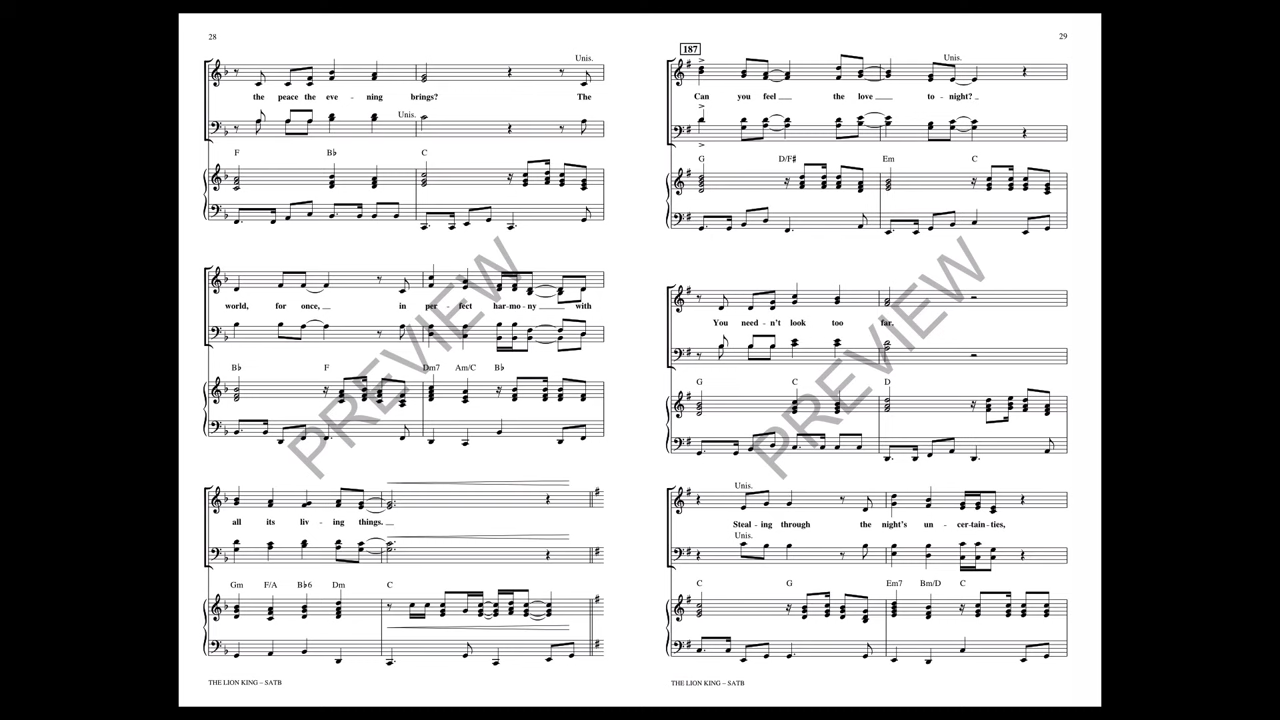 28
Unis.
the peace the eve - ning brings? The
Unis.
F B♭ C
world, for once, in per - fect har - mo - ny with
B♭ F Dm7 Am/C B♭
all its liv - ing things.
Gm F/A B♭6 Dm C
THE LION KING – SATB
29
187
Unis.
Can you feel the love to - night?
G D/F# Em C
You need - n't look too far.
G C D
Unis.
Steal - ing through the night's un - cer - tain - ties,
Unis.
C G Em7 Bm/D C
THE LION KING – SATB
PREVIEW
PREVIEW